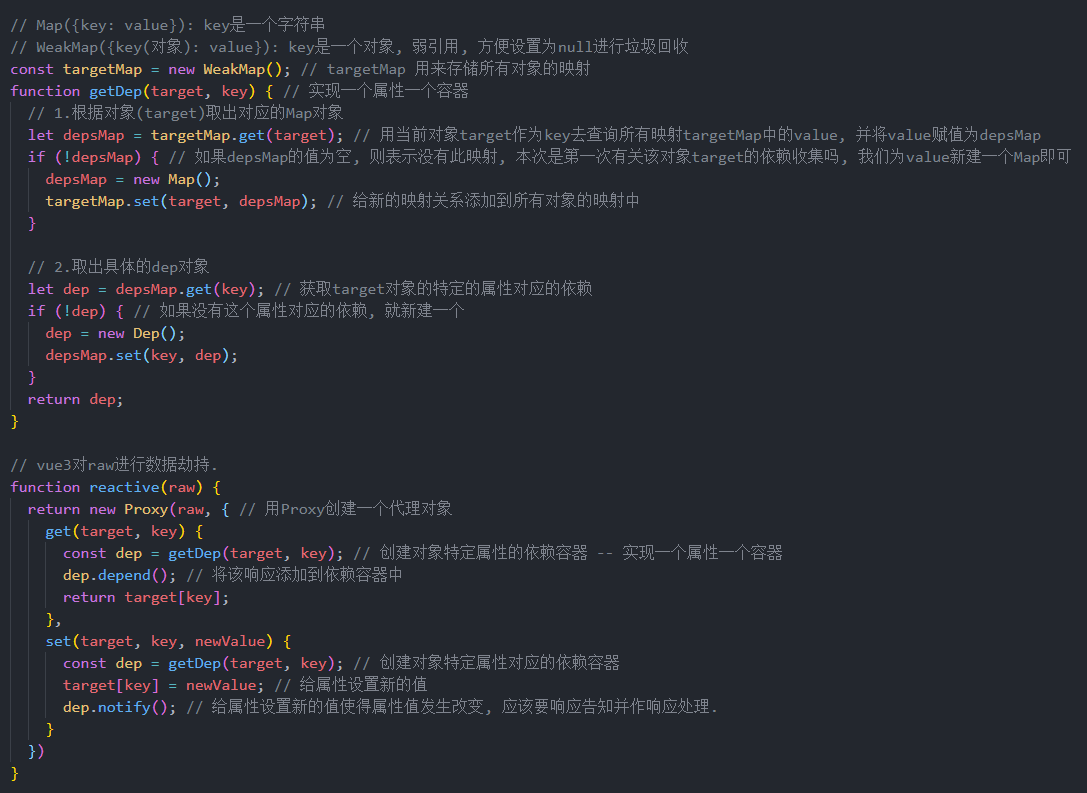 // Map({key: value}): key是一个字符串
// WeakMap({key(对象): value}): key是一个对象, 弱引用, 方便设置为null进行垃圾回收
const targetMap = new WeakMap(); // targetMap 用来存储所有对象的映射
function getDep(target, key) { // 实现一个属性一个容器
  // 1.根据对象(target)取出对应的Map对象
  let depsMap = targetMap.get(target); // 用当前对象target作为key去查询所有映射targetMap中的value, 并将value赋值为depsMap
  if (!depsMap) { // 如果depsMap的值为空, 则表示没有此映射, 本次是第一次有关该对象target的依赖收集吗, 我们为value新建一个Map即可
    depsMap = new Map();
    targetMap.set(target, depsMap); // 给新的映射关系添加到所有对象的映射中
  }

  // 2.取出具体的dep对象
  let dep = depsMap.get(key); // 获取target对象的特定的属性对应的依赖
  if (!dep) { // 如果没有这个属性对应的依赖, 就新建一个
    dep = new Dep();
    depsMap.set(key, dep);
  }
  return dep;
}

// vue3对raw进行数据劫持.
function reactive(raw) {
  return new Proxy(raw, { // 用Proxy创建一个代理对象
    get(target, key) {
      const dep = getDep(target, key); // 创建对象特定属性的依赖容器 -- 实现一个属性一个容器
      dep.depend(); // 将该响应添加到依赖容器中
      return target[key];
    },
    set(target, key, newValue) {
      const dep = getDep(target, key); // 创建对象特定属性对应的依赖容器
      target[key] = newValue; // 给属性设置新的值
      dep.notify(); // 给属性设置新的值使得属性值发生改变, 应该要响应告知并作响应处理.
    }
  })
}